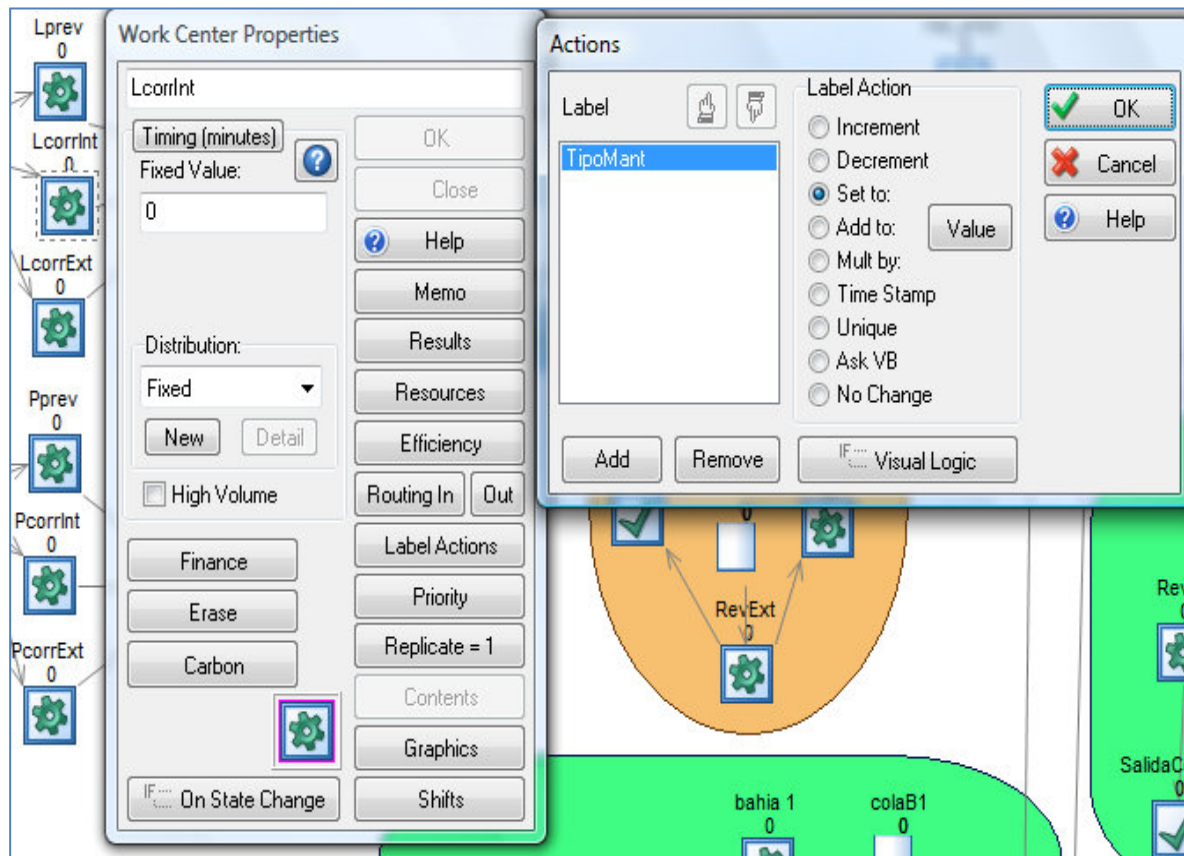 Lprev
0
LcorrInt
0
LcorrExt
0
Pprev
0
PcorrInt
0
PcorrExt
0
Work Center Properties
LcorrInt
Timing (minutes)
Fixed Value:
0
Distribution:
Fixed
New
Detail
High Volume
Finance
Erase
Carbon
IF
On State Change
OK
Close
Help
Memo
Results
Resources
Efficiency
Routing In
Out
Label Actions
Priority
Replicate = 1
Contents
Graphics
Shifts
Actions
Label
TipoMant
Add
Remove
Label Action
Increment
Decrement
Set to:
Add to:
Mult by:
Time Stamp
Unique
Ask VB
No Change
Value
IF
Visual Logic
OK
Cancel
Help
0
RevExt
0
bahia 1
0
colaB1
0
Rev
0
SalidaC
0